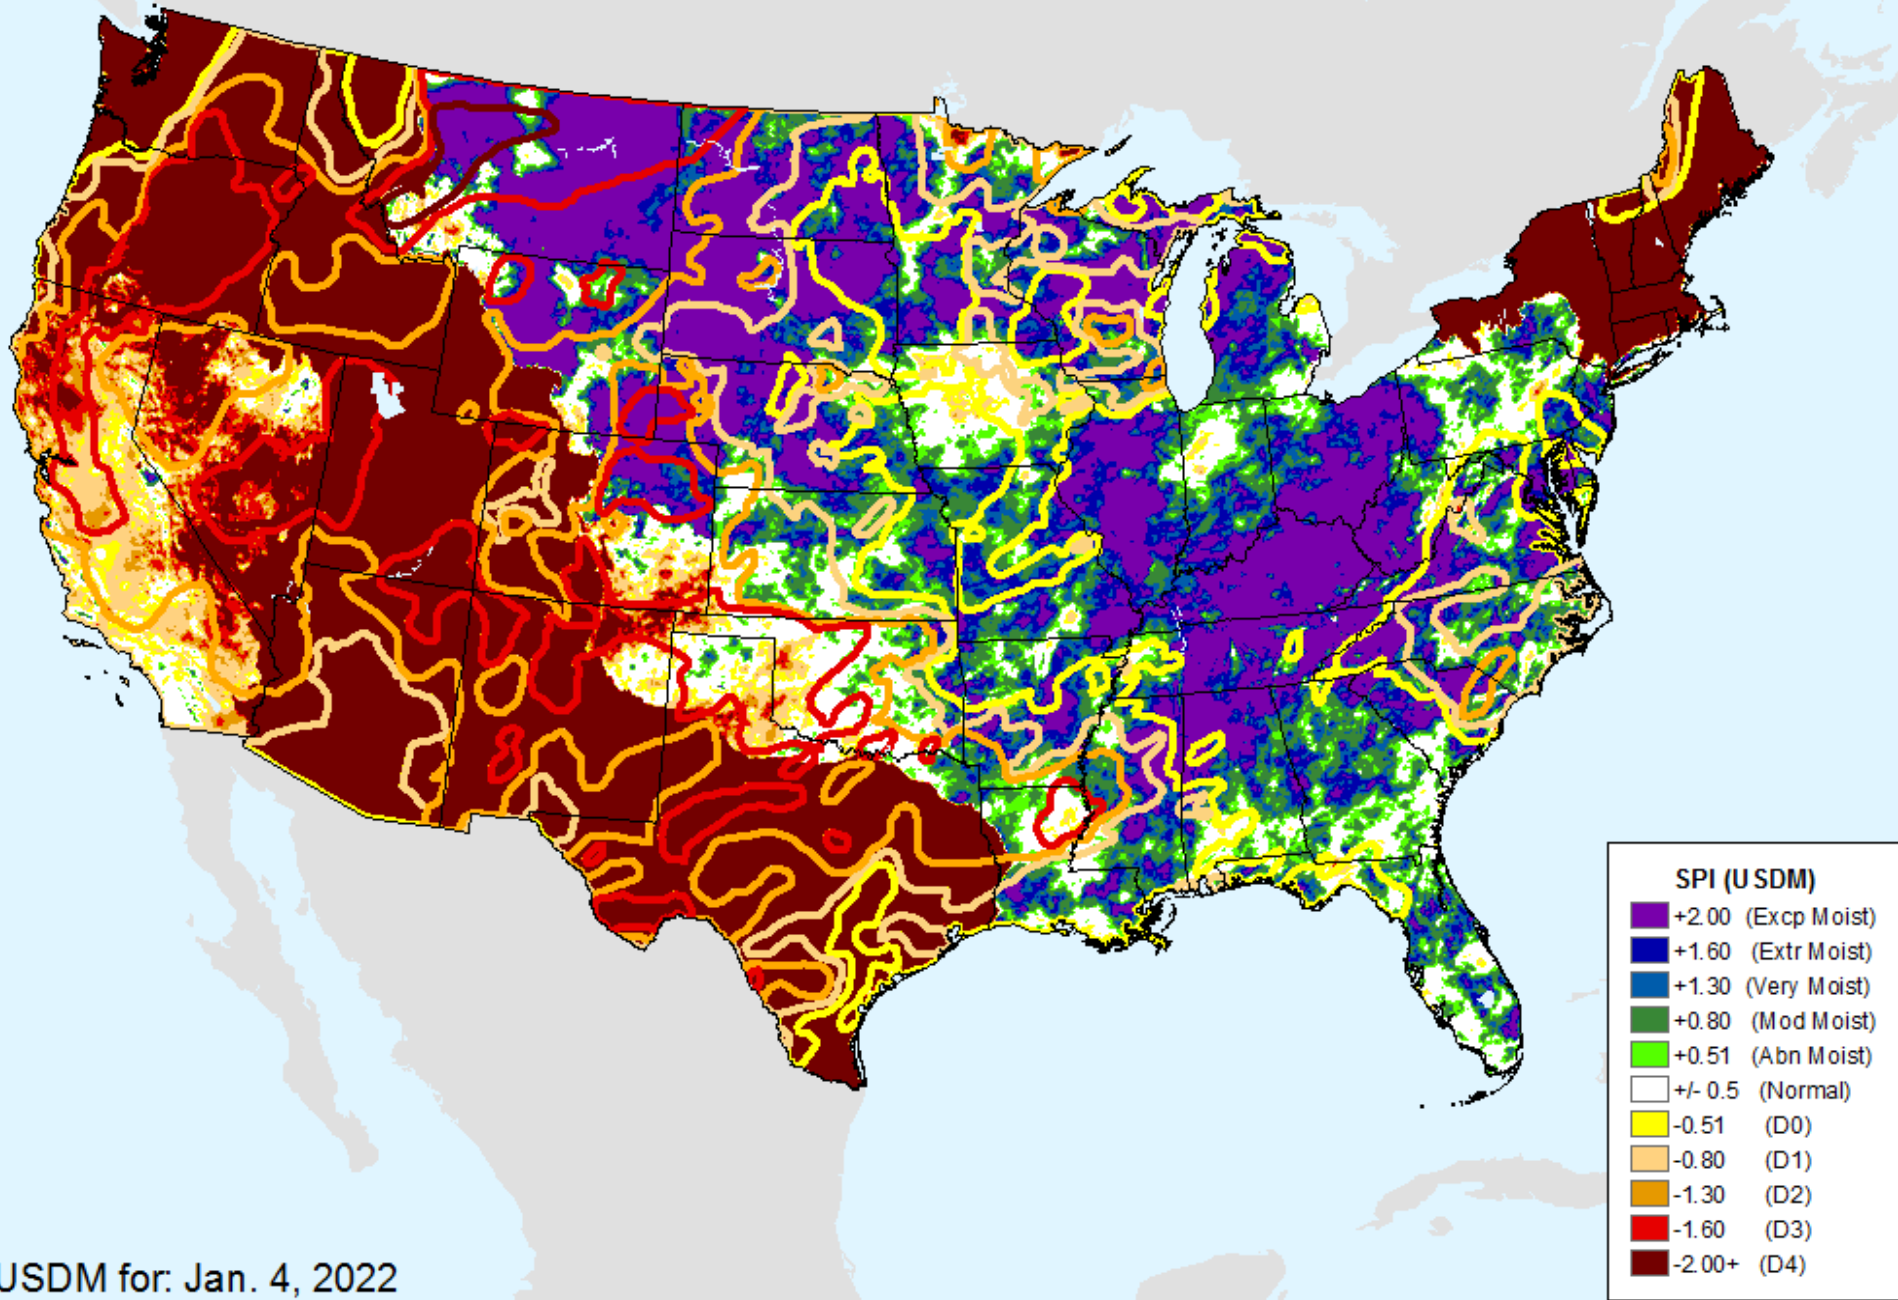 SPI (USDM)
+2.00 (Excp Moist)
+1.60 (Extr Moist)
+1.30 (Very Moist)
+0.80 (Mod Moist)
+0.51 (Abn Moist)
+/- 0.5 (Normal)
-0.51 (D0)
-0.80 (D1)
-1.30 (D2)
-1.60 (D3)
-2.00+ (D4)
USDM for: Jan. 4, 2022